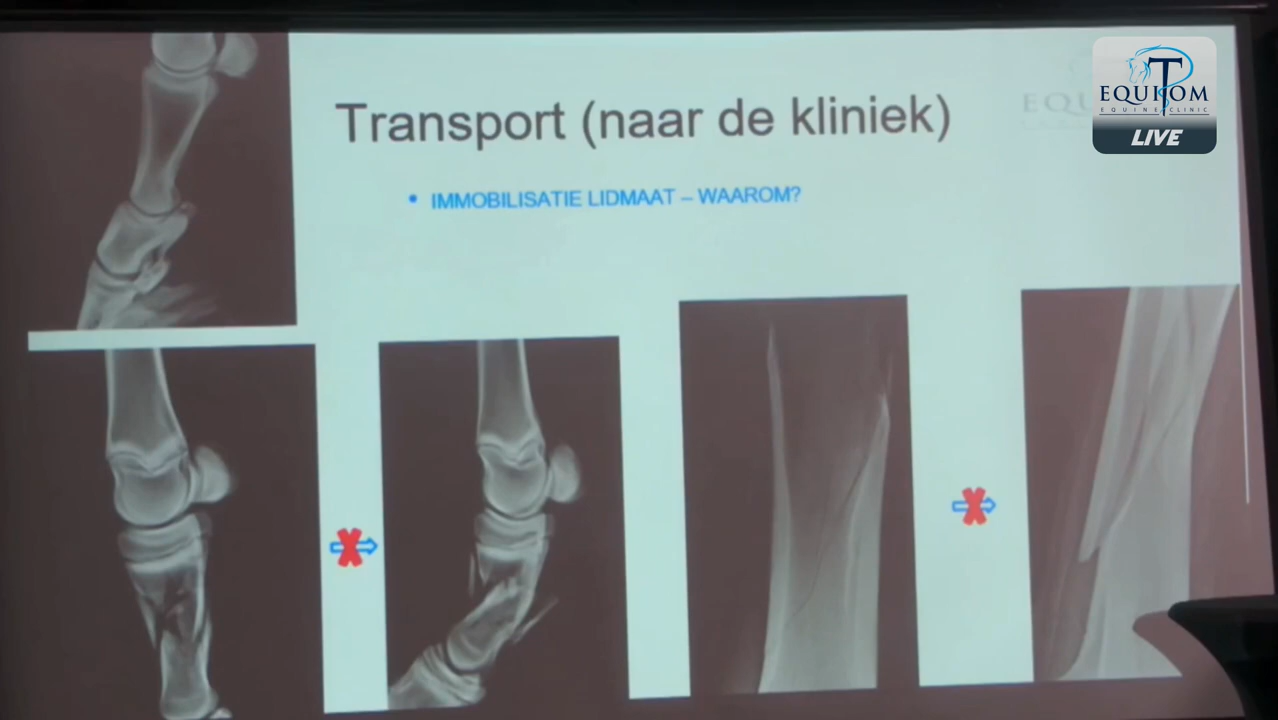 Transport (naar de kliniek)
• IMMOBILISATIE LIDMAAT – WAAROM?
EQUITOM
EQUINE CLINIC
LIVE